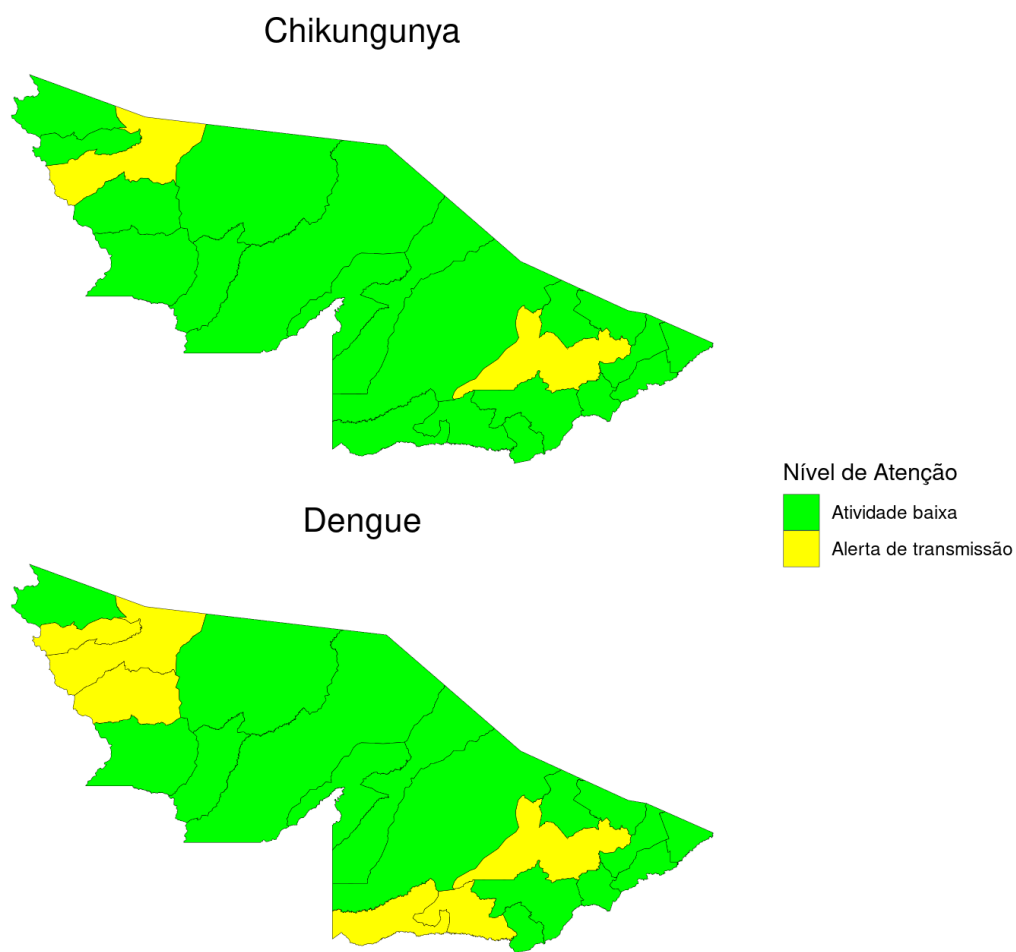 Chikungunya
Dengue
Nível de Atenção
Atividade baixa
Alerta de transmissão